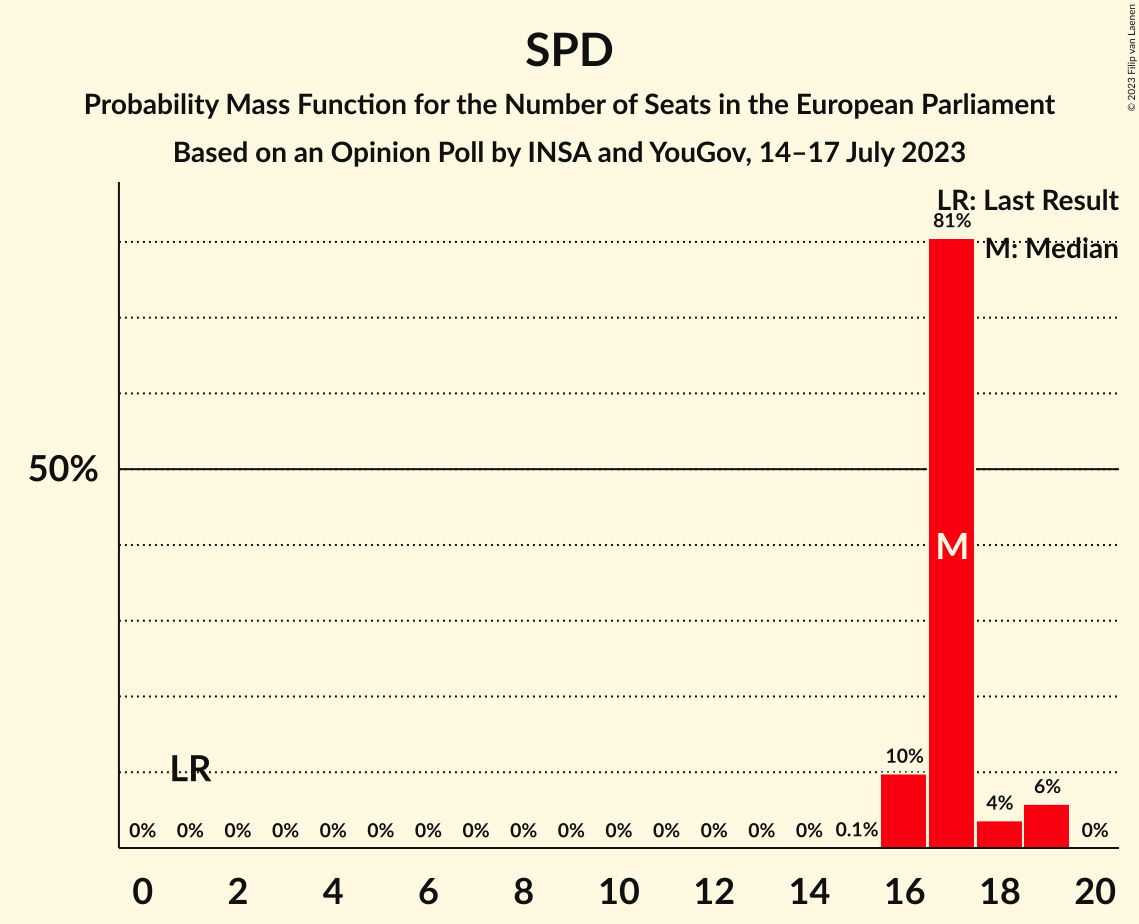 SPD
Probability Mass Function for the Number of Seats in the European Parliament
Based on an Opinion Poll by INSA and YouGov, 14–17 July 2023
© 2023 Filip van Laenen
LR: Last Result
81%
M: Median
50%
M
LR
10%
6%
4%
0% 0% 0% 0% 0% 0% 0% 0% 0% 0% 0% 0% 0% 0% 0% 0.1% 0%
0 2 4 6 8 10 12 14 16 18 20